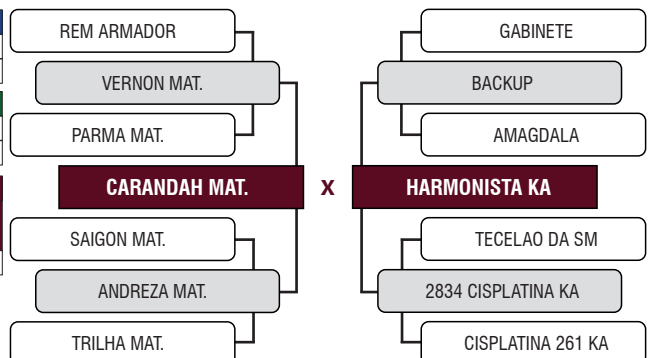 REM ARMADOR
GABINETE
VERNON MAT.
BACKUP
PARMA MAT.
AMAGDALA
CARANDAH MAT. X HARMONISTA KA
SAIGON MAT.
TECELAO DA SM
ANDREZA MAT.
2834 CISPLATINA KA
TRILHA MAT.
CISPLATINA 261 KA